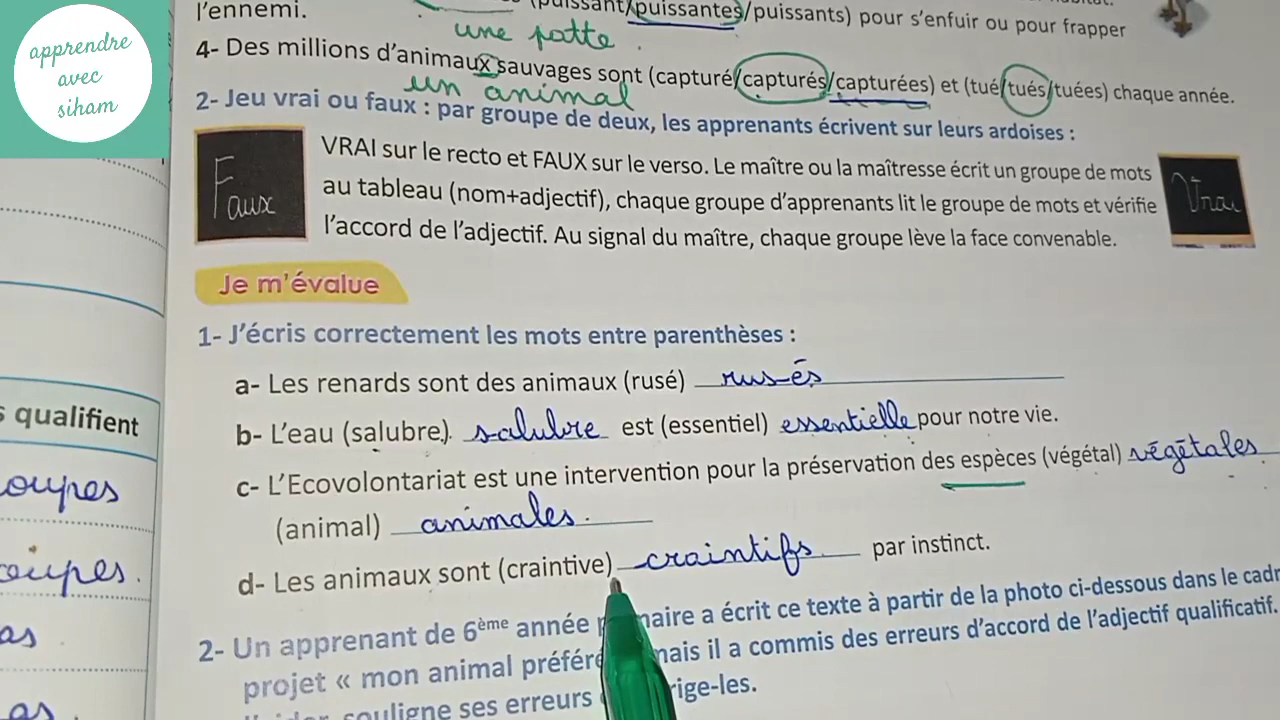 apprendre
avec
siham
(puissant/puissantes/puissants) pour s'enfuir ou pour frapper
l'ennemi.
une patte.
4- Des millions d'animaux sauvages sont (capturé/capturés/capturées) et (tué/tués/tuées) chaque année.
un animal
2- Jeu vrai ou faux : par groupe de deux, les apprenants écrivent sur leurs ardoises :
Faux
VRAI sur le recto et FAUX sur le verso. Le maître ou la maîtresse écrit un groupe de mots
au tableau (nom+adjectif), chaque groupe d'apprenants lit le groupe de mots et vérifie
l'accord de l'adjectif. Au signal du maître, chaque groupe lève la face convenable.
Vrai
Je m'évalue
1- J'écris correctement les mots entre parenthèses :
a- Les renards sont des animaux (rusé) rusés
b- L'eau (salubre) salubre est (essentiel) essentielle pour notre vie.
c- L'Ecovolontariat est une intervention pour la préservation des espèces (végétal) végétales
(animal) animales.
d- Les animaux sont (craintive) craintifs par instinct.
2- Un apprenant de 6ème année a écrit ce texte à partir de la photo ci-dessous dans le
projet « mon animal préféré mais il a commis des erreurs d'accord de l'adjectif qualificatif.
souligne ses erreurs
qualifient
oupes
oupes.
as
as